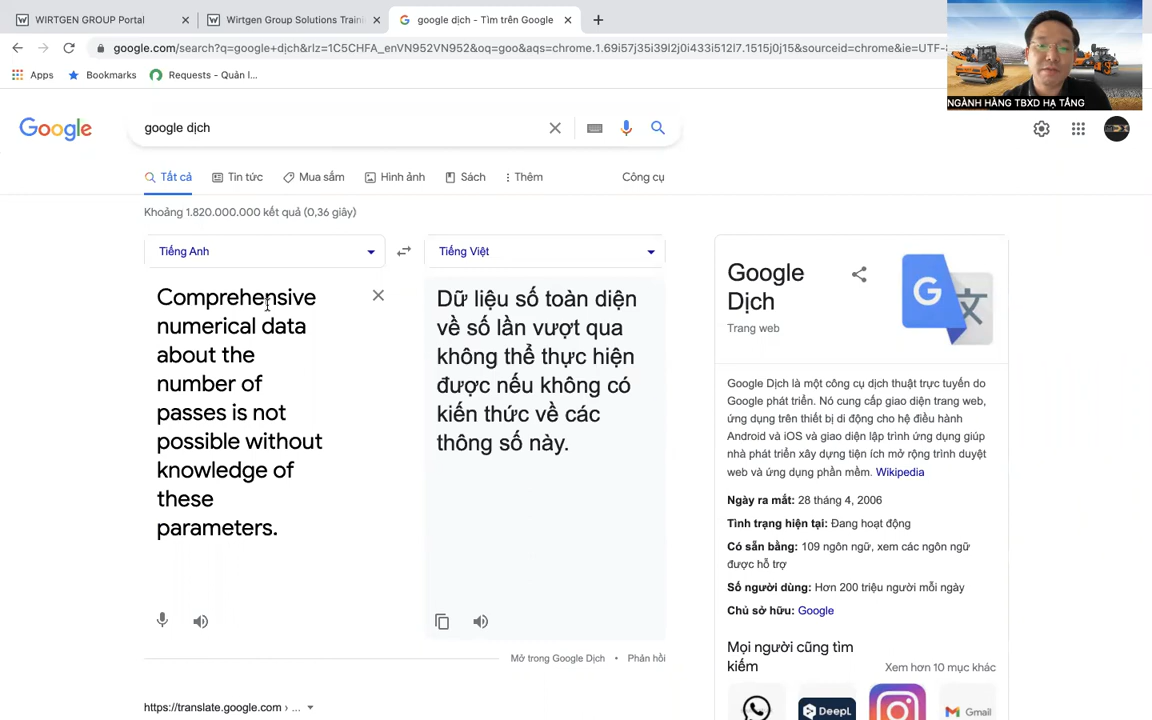 WIRTGEN GROUP Portal
Wirtgen Group Solutions Traini
google dịch - Tìm trên Google
google.com/search?q=google+dịch&rlz=1C5CHFA_enVN952VN952&oq=goo&aqs=chrome.1.69i57j35i39l2j0i433i512l7.1515j0j15&sourceid=chrome&ie=UTF-8
Apps
Bookmarks
Requests - Quản l...
NGÀNH HÀNG TBXD HẠ TẦNG
Google
google dịch
Tất cả
Tin tức
Mua sắm
Hình ảnh
Sách
Thêm
Công cụ
Khoảng 1.820.000.000 kết quả (0,36 giây)
Tiếng Anh
Tiếng Việt
Comprehensive
numerical data
about the
number of
passes is not
possible without
knowledge of
these
parameters.
Dữ liệu số toàn diện
về số lần vượt qua
không thể thực hiện
được nếu không có
kiến thức về các
thông số này.
Mở trong Google Dịch • Phản hồi
https://translate.google.com › ...
Google
Dịch
Trang web
G
Google Dịch là một công cụ dịch thuật trực tuyến do
Google phát triển. Nó cung cấp giao diện trang web,
ứng dụng trên thiết bị di động cho hệ điều hành
Android và iOS và giao diện lập trình ứng dụng giúp
nhà phát triển xây dựng tiện ích mở rộng trình duyệt
web và ứng dụng phần mềm. Wikipedia
Ngày ra mắt: 28 tháng 4, 2006
Tình trạng hiện tại: Đang hoạt động
Có sẵn bằng: 109 ngôn ngữ, xem các ngôn ngữ
được hỗ trợ
Số người dùng: Hơn 200 triệu người mỗi ngày
Chủ sở hữu: Google
Mọi người cũng tìm
kiếm
Xem hơn 10 mục khác
DeepL
Gmail